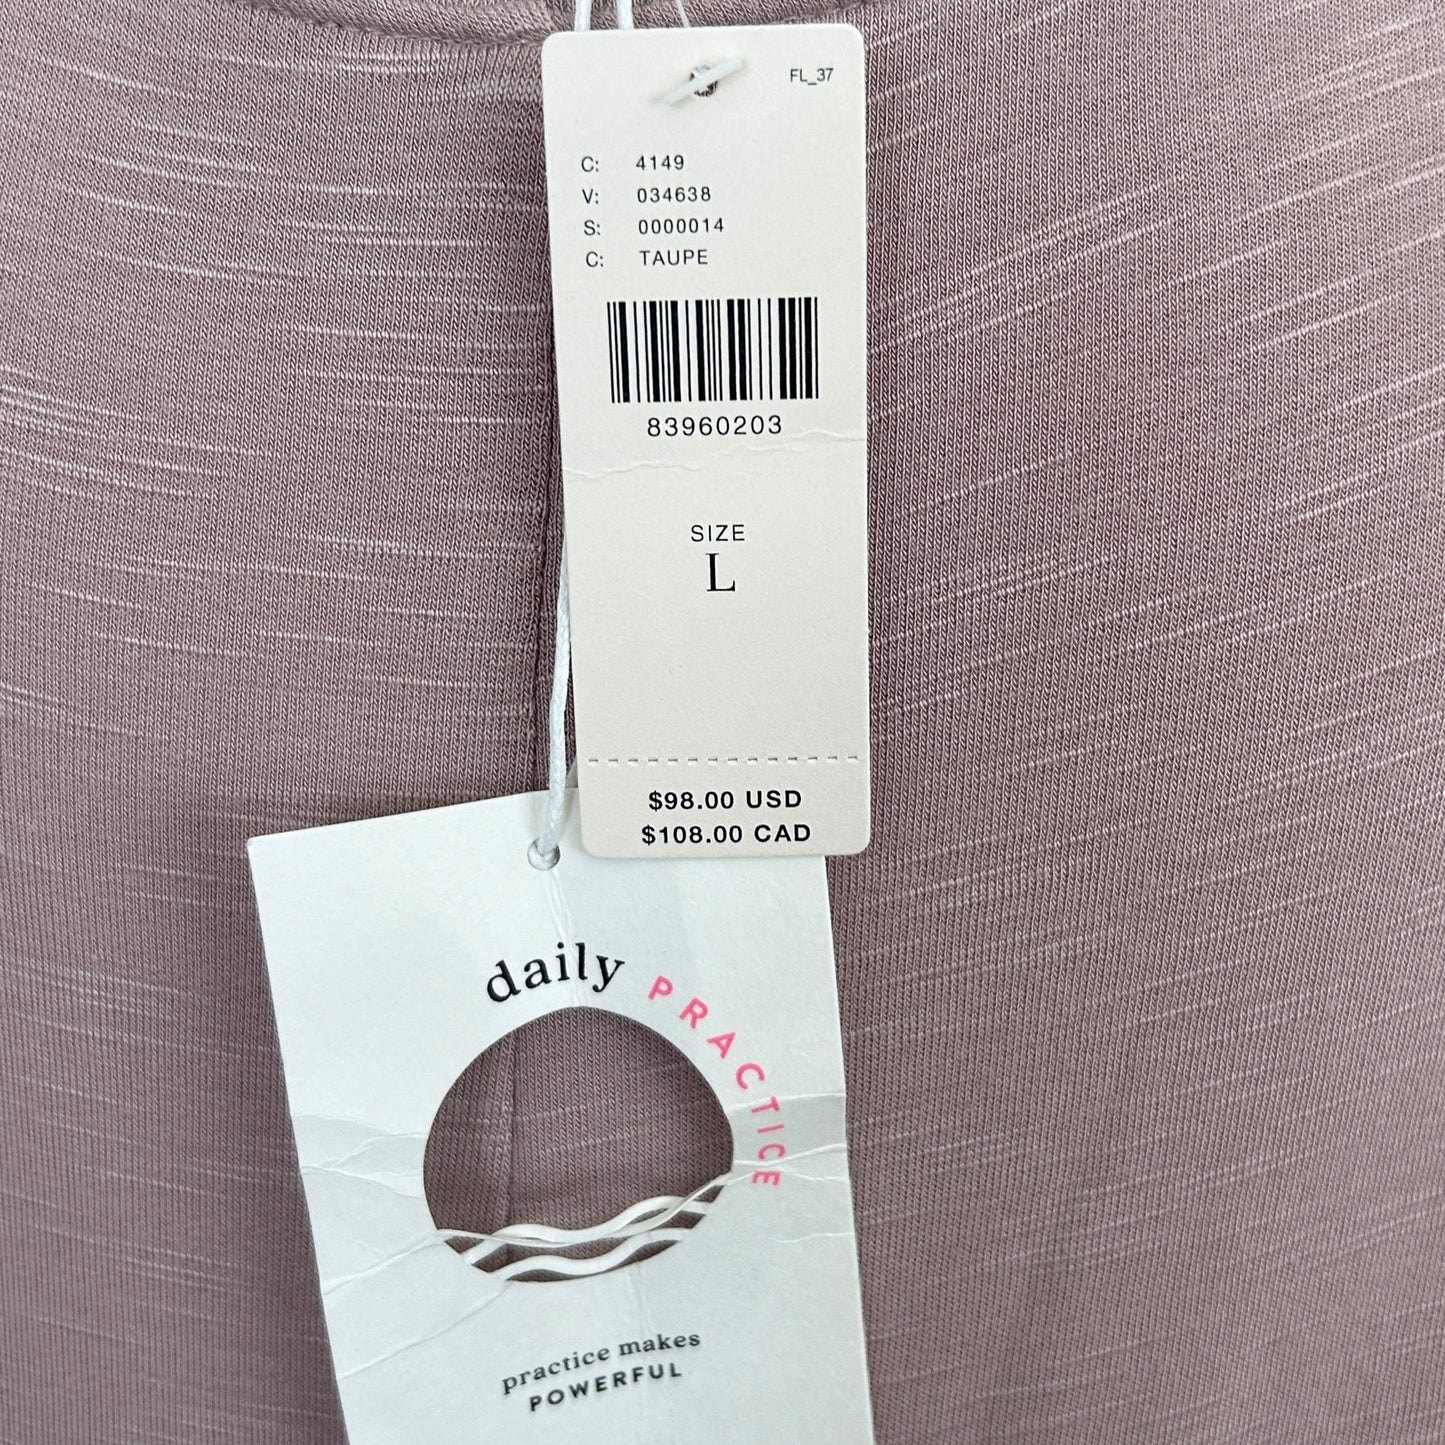 FL_37
C: 4149
V: 034638
S: 0000014
C: TAUPE
83960203
SIZE
L
$98.00 USD
$108.00 CAD
daily PRACTICE
practice makes
POWERFUL